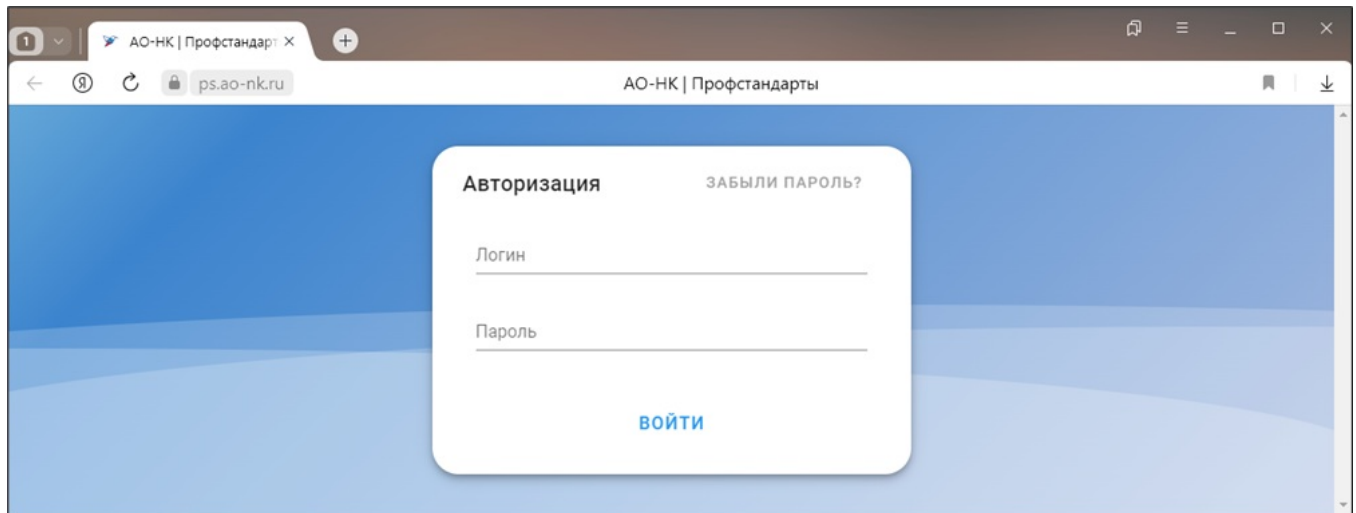 1
АО-НК | Профстандарт
Я
ps.ao-nk.ru
АО-НК | Профстандарты
Авторизация
ЗАБЫЛИ ПАРОЛЬ?
Логин
Пароль
ВОЙТИ